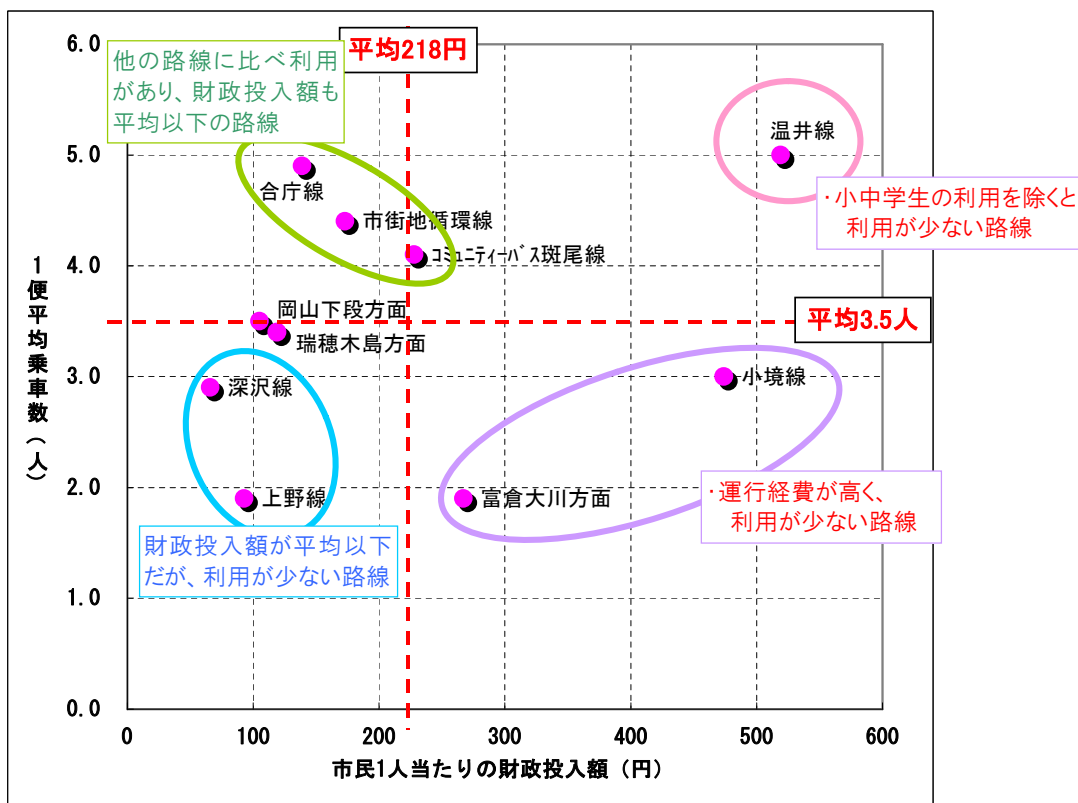 平均218円
他の路線に比べ利用
があり、財政投入額も
平均以下の路線
6.0
5.0
4.0
3.0
2.0
1.0
0.0
1便平均乗車数（人）
温井線
・小中学生の利用を除くと
利用が少ない路線
合庁線
市街地循環線
ｺﾐｭﾆﾃｨｰﾊﾞｽ斑尾線
岡山下段方面
平均3.5人
瑞穂木島方面
深沢線
小境線
上野線
富倉大川方面
・運行経費が高く、
利用が少ない路線
財政投入額が平均以下
だが、利用が少ない路線
0
100
200
300
400
500
600
市民1人当たりの財政投入額（円）